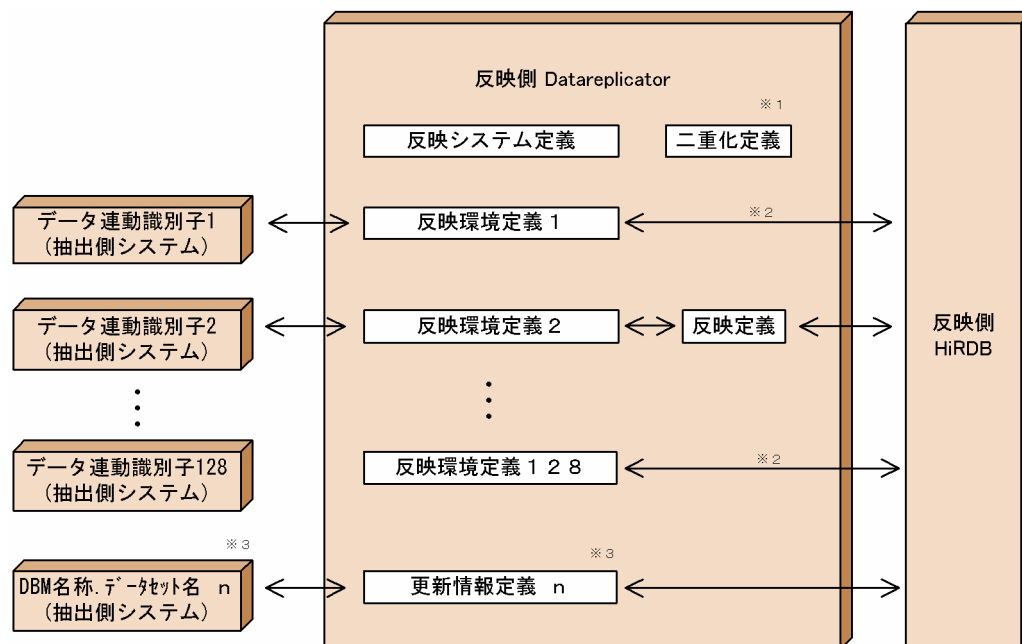 反映側 Datareplicator
※1
反映システム定義
二重化定義
データ連動識別子1
(抽出側システム)
反映環境定義1
※2
データ連動識別子2
(抽出側システム)
反映環境定義2
反映定義
反映側
HiRDB
データ連動識別子128
(抽出側システム)
反映環境定義128
※2
※3
DBM名称.ﾃﾞｰﾀｾｯﾄ名 n
(抽出側システム)
※3
更新情報定義 n